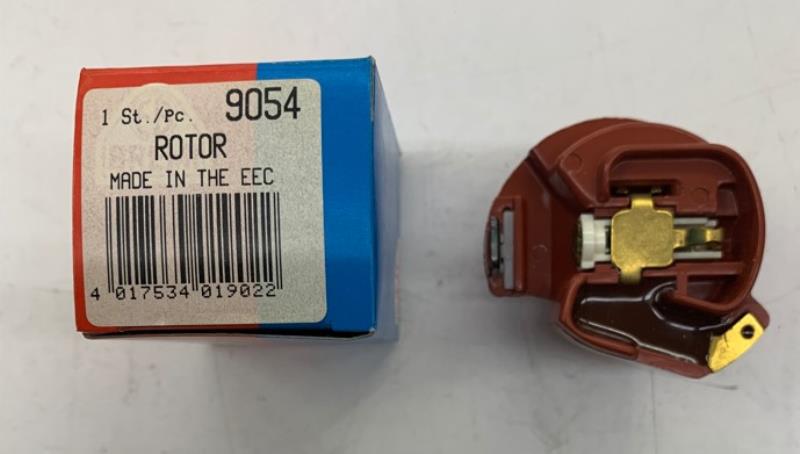 1 St./Pc. 9054
ROTOR
MADE IN THE EEC
4 017534 019022